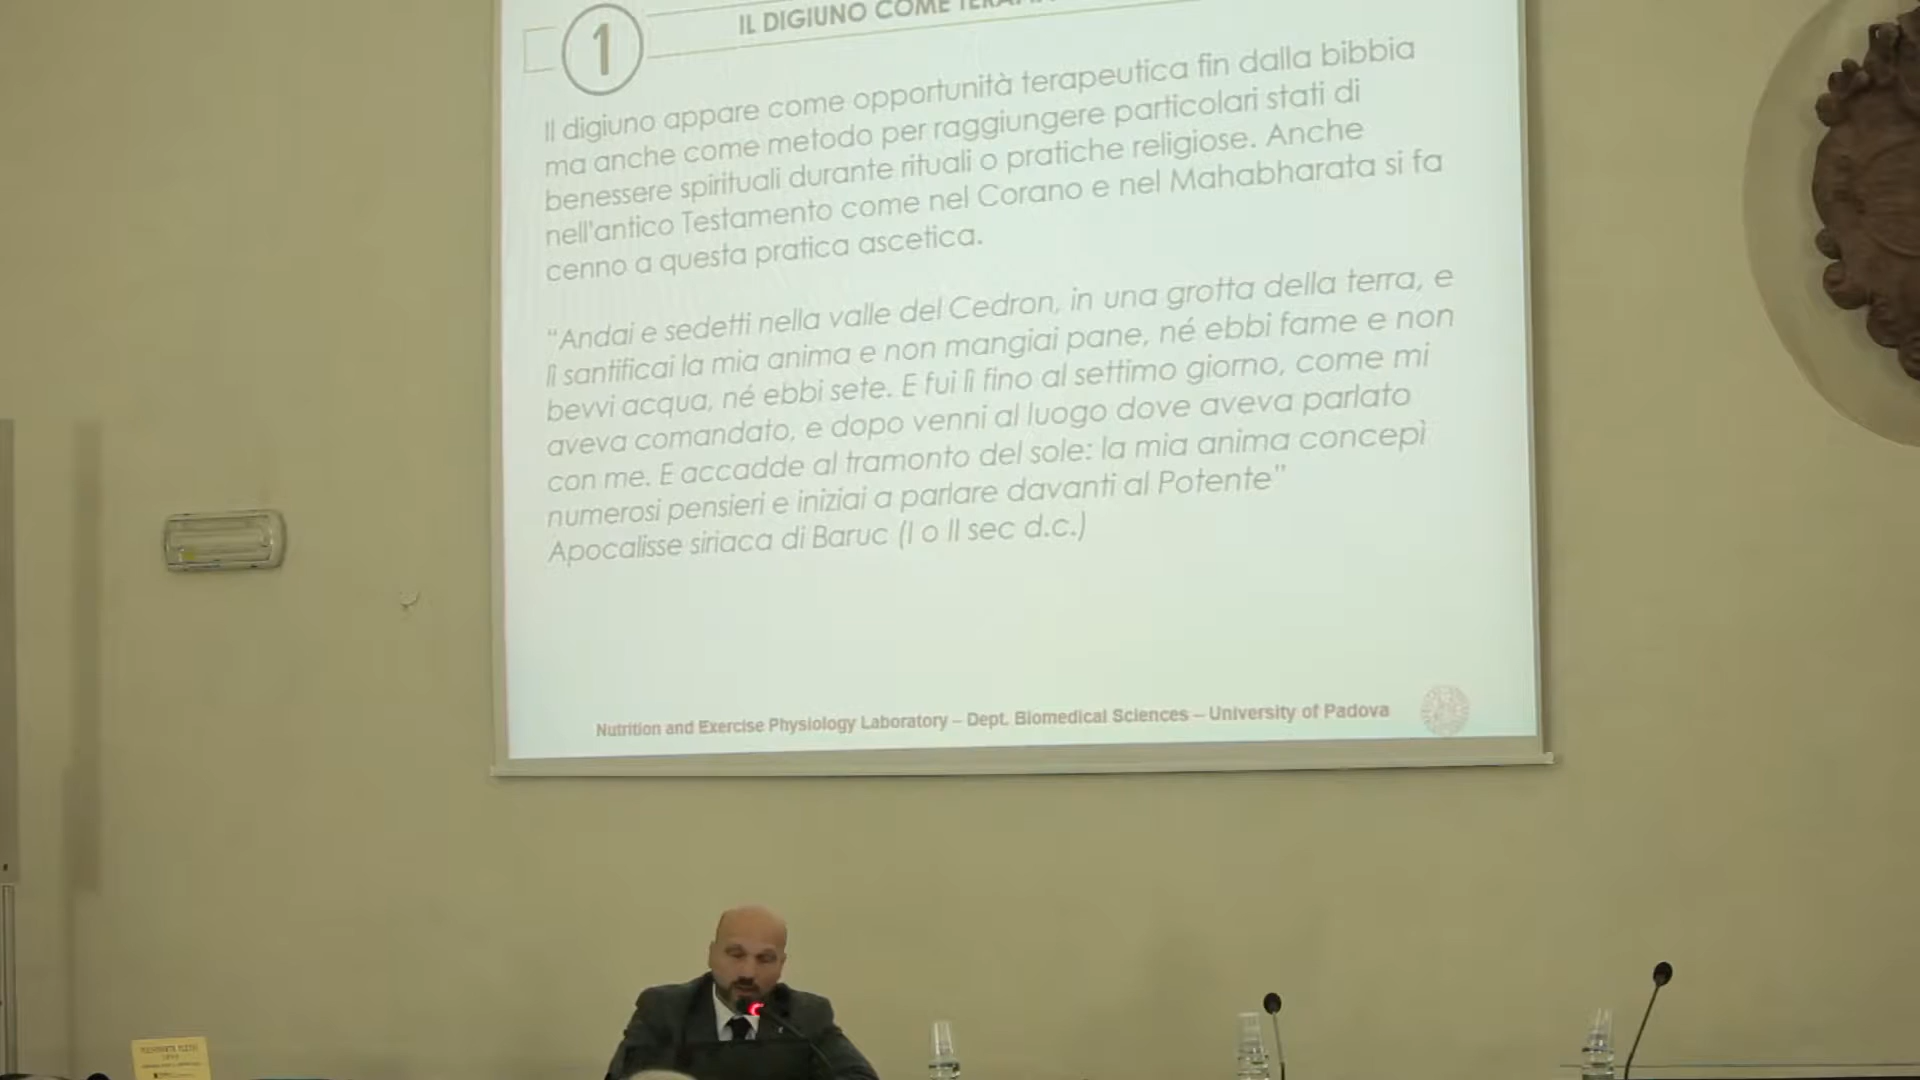 1
IL DIGIUNO COME
Il digiuno appare come opportunità terapeutica fin dalla bibbia
ma anche come metodo per raggiungere particolari stati di
benessere spirituali durante rituali o pratiche religiose. Anche
nell'antico Testamento come nel Corano e nel Mahabharata si fa
cenno a questa pratica ascetica.
"Andai e sedetti nella valle del Cedron, in una grotta della terra, e
lì santificai la mia anima e non mangiai pane, né ebbi fame e non
bevvi acqua, né ebbi sete. E fui lì fino al settimo giorno, come mi
aveva comandato, e dopo venni al luogo dove aveva parlato
con me. E accadde al tramonto del sole: la mia anima concepì
numerosi pensieri e iniziai a parlare davanti al Potente"
Apocalisse siriaca di Baruc (I o II sec d.c.)
Nutrition and Exercise Physiology Laboratory – Dept. Biomedical Sciences – University of Padova